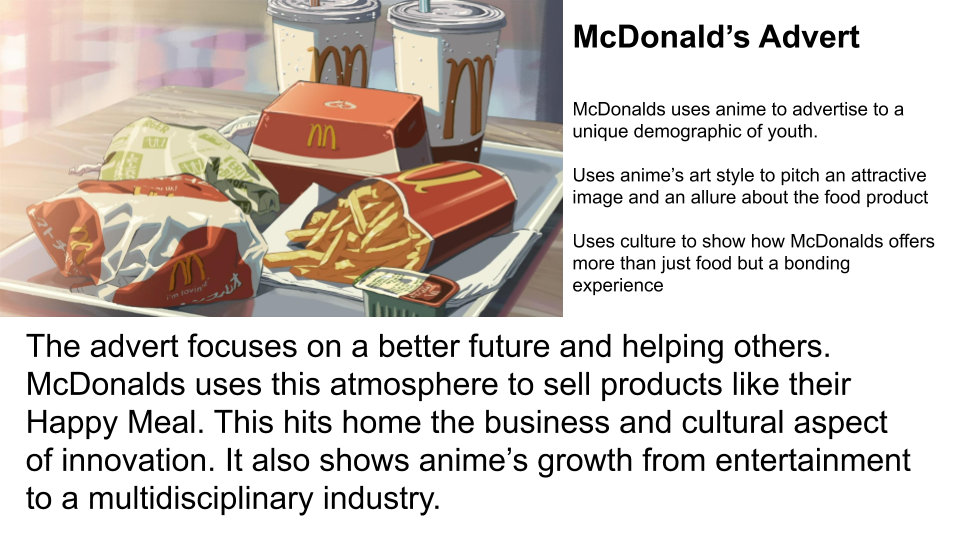 McDonald’s Advert
McDonalds uses anime to advertise to a
unique demographic of youth.
Uses anime’s art style to pitch an attractive
image and an allure about the food product
Uses culture to show how McDonalds offers
more than just food but a bonding
experience
i'm lovin'
The advert focuses on a better future and helping others.
McDonalds uses this atmosphere to sell products like their
Happy Meal. This hits home the business and cultural aspect
of innovation. It also shows anime’s growth from entertainment
to a multidisciplinary industry.